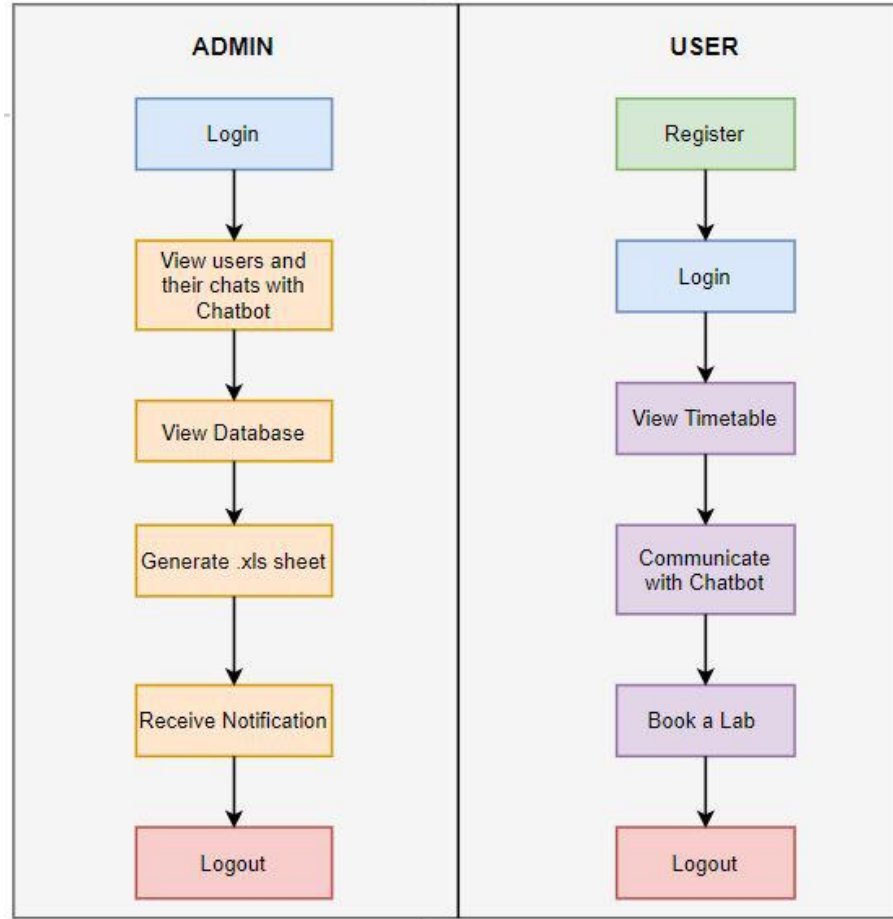 ADMIN
Login
View users and
their chats with
Chatbot
View Database
Generate .xls sheet
Receive Notification
Logout
USER
Register
Login
View Timetable
Communicate
with Chatbot
Book a Lab
Logout